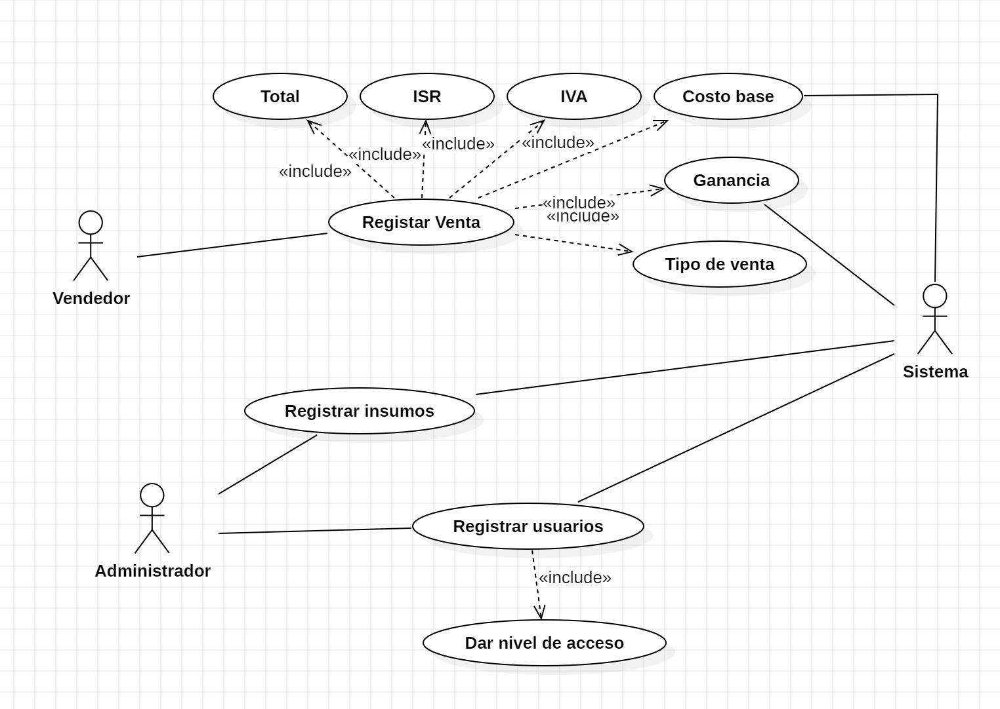 Total
ISR
IVA
Costo base
«include»
«include»
«include»
«include»
Ganancia
«include»
«include»
Registar Venta
Tipo de venta
Vendedor
Sistema
Registrar insumos
Registrar usuarios
Administrador
«include»
Dar nivel de acceso